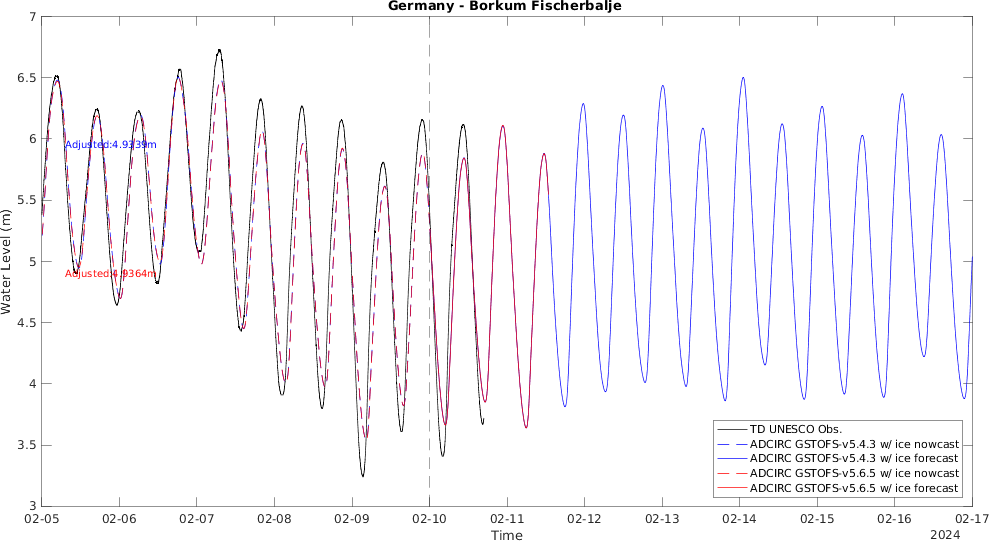 Germany - Borkum Fischerbalje
Water Level (m)
7
6.5
6
5.5
5
4.5
4
3.5
3
Adjusted:4.9339m
Adjusted:4.9364m
TD UNESCO Obs.
ADCIRC GSTOFS-v5.4.3 w/ ice nowcast
ADCIRC GSTOFS-v5.4.3 w/ ice forecast
ADCIRC GSTOFS-v5.6.5 w/ ice nowcast
ADCIRC GSTOFS-v5.6.5 w/ ice forecast
02-05 02-06 02-07 02-08 02-09 02-10 02-11 02-12 02-13 02-14 02-15 02-16 02-17
Time
2024